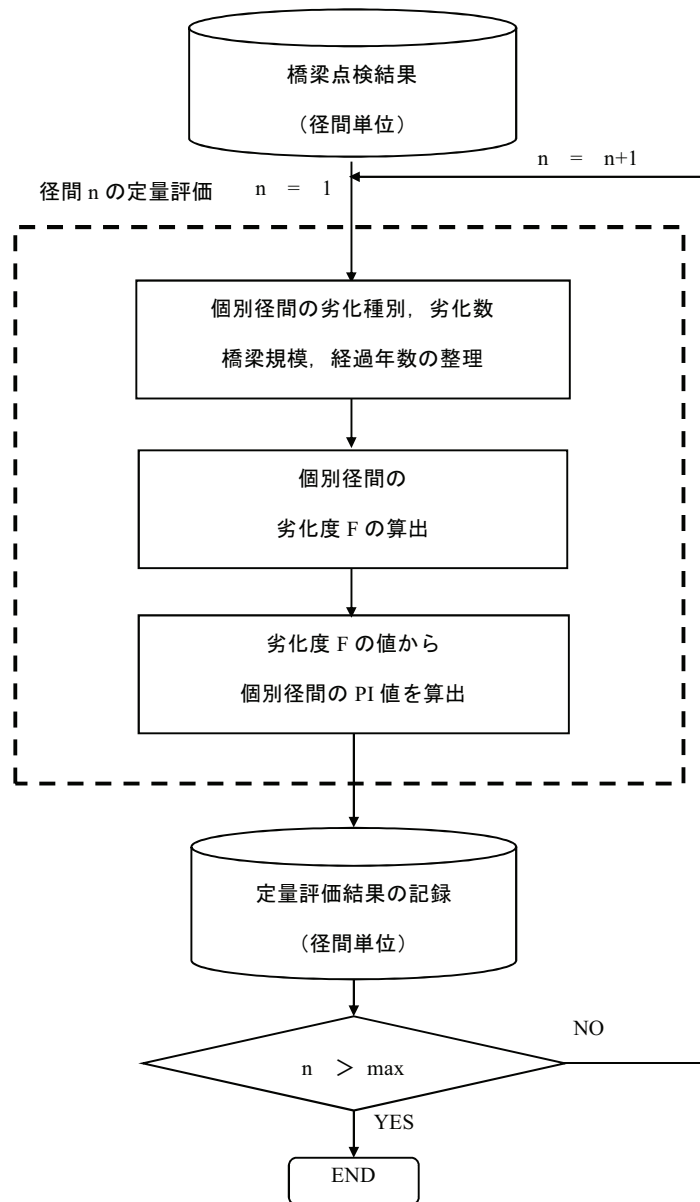 橋梁点検結果
（径間単位）
n = n+1
径間 n の定量評価 n = 1
個別径間の劣化種別，劣化数
橋梁規模，経過年数の整理
個別径間の
劣化度 F の算出
劣化度 F の値から
個別径間の PI 値を算出
定量評価結果の記録
（径間単位）
NO
n ＞ max
YES
END